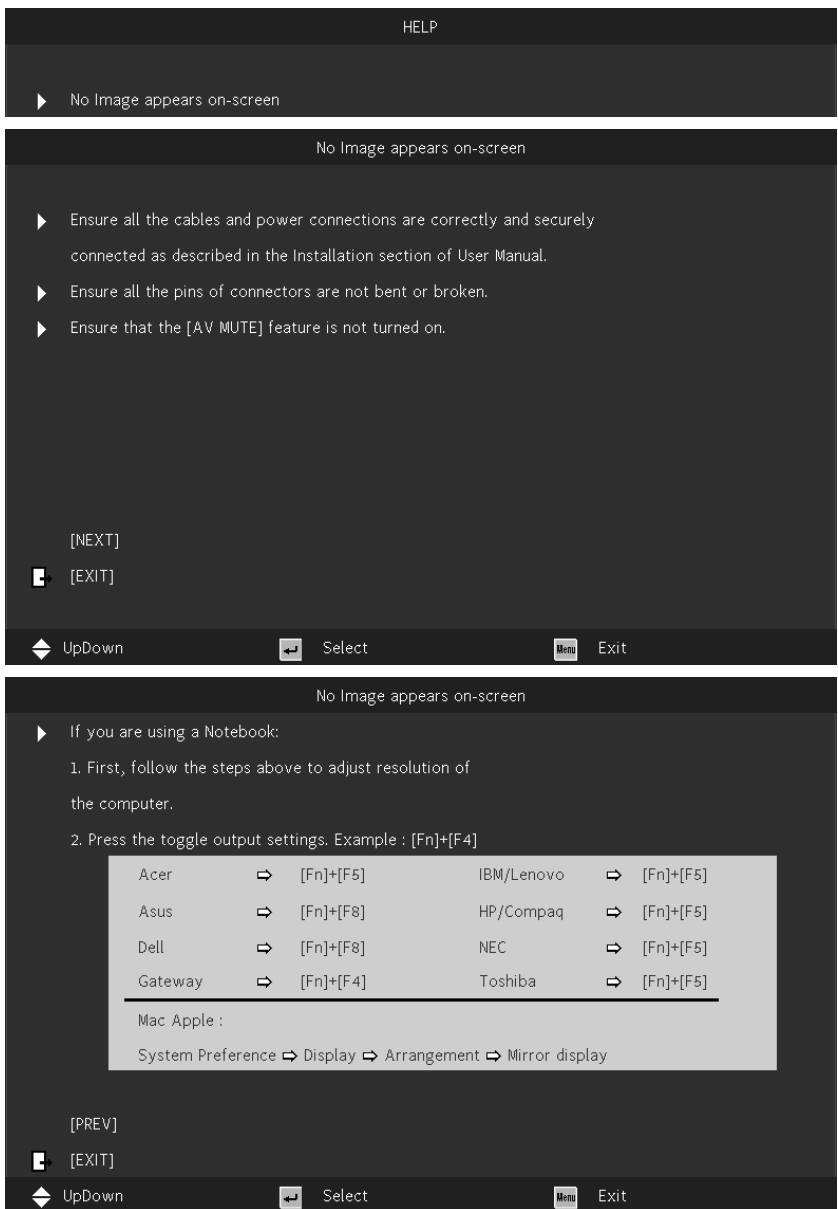 HELP
No Image appears on-screen
No Image appears on-screen
Ensure all the cables and power connections are correctly and securely
connected as described in the Installation section of User Manual.
Ensure all the pins of connectors are not bent or broken.
Ensure that the [AV MUTE] feature is not turned on.
[NEXT]
[EXIT]
UpDown Select Menu Exit
No Image appears on-screen
If you are using a Notebook:
1. First, follow the steps above to adjust resolution of
the computer.
2. Press the toggle output settings. Example : [Fn]+[F4]
Acer ⇨ [Fn]+[F5] IBM/Lenovo ⇨ [Fn]+[F5]
Asus ⇨ [Fn]+[F8] HP/Compaq ⇨ [Fn]+[F5]
Dell ⇨ [Fn]+[F8] NEC ⇨ [Fn]+[F5]
Gateway ⇨ [Fn]+[F4] Toshiba ⇨ [Fn]+[F5]
Mac Apple :
System Preference ⇨ Display ⇨ Arrangement ⇨ Mirror display
[PREV]
[EXIT]
UpDown Select Menu Exit